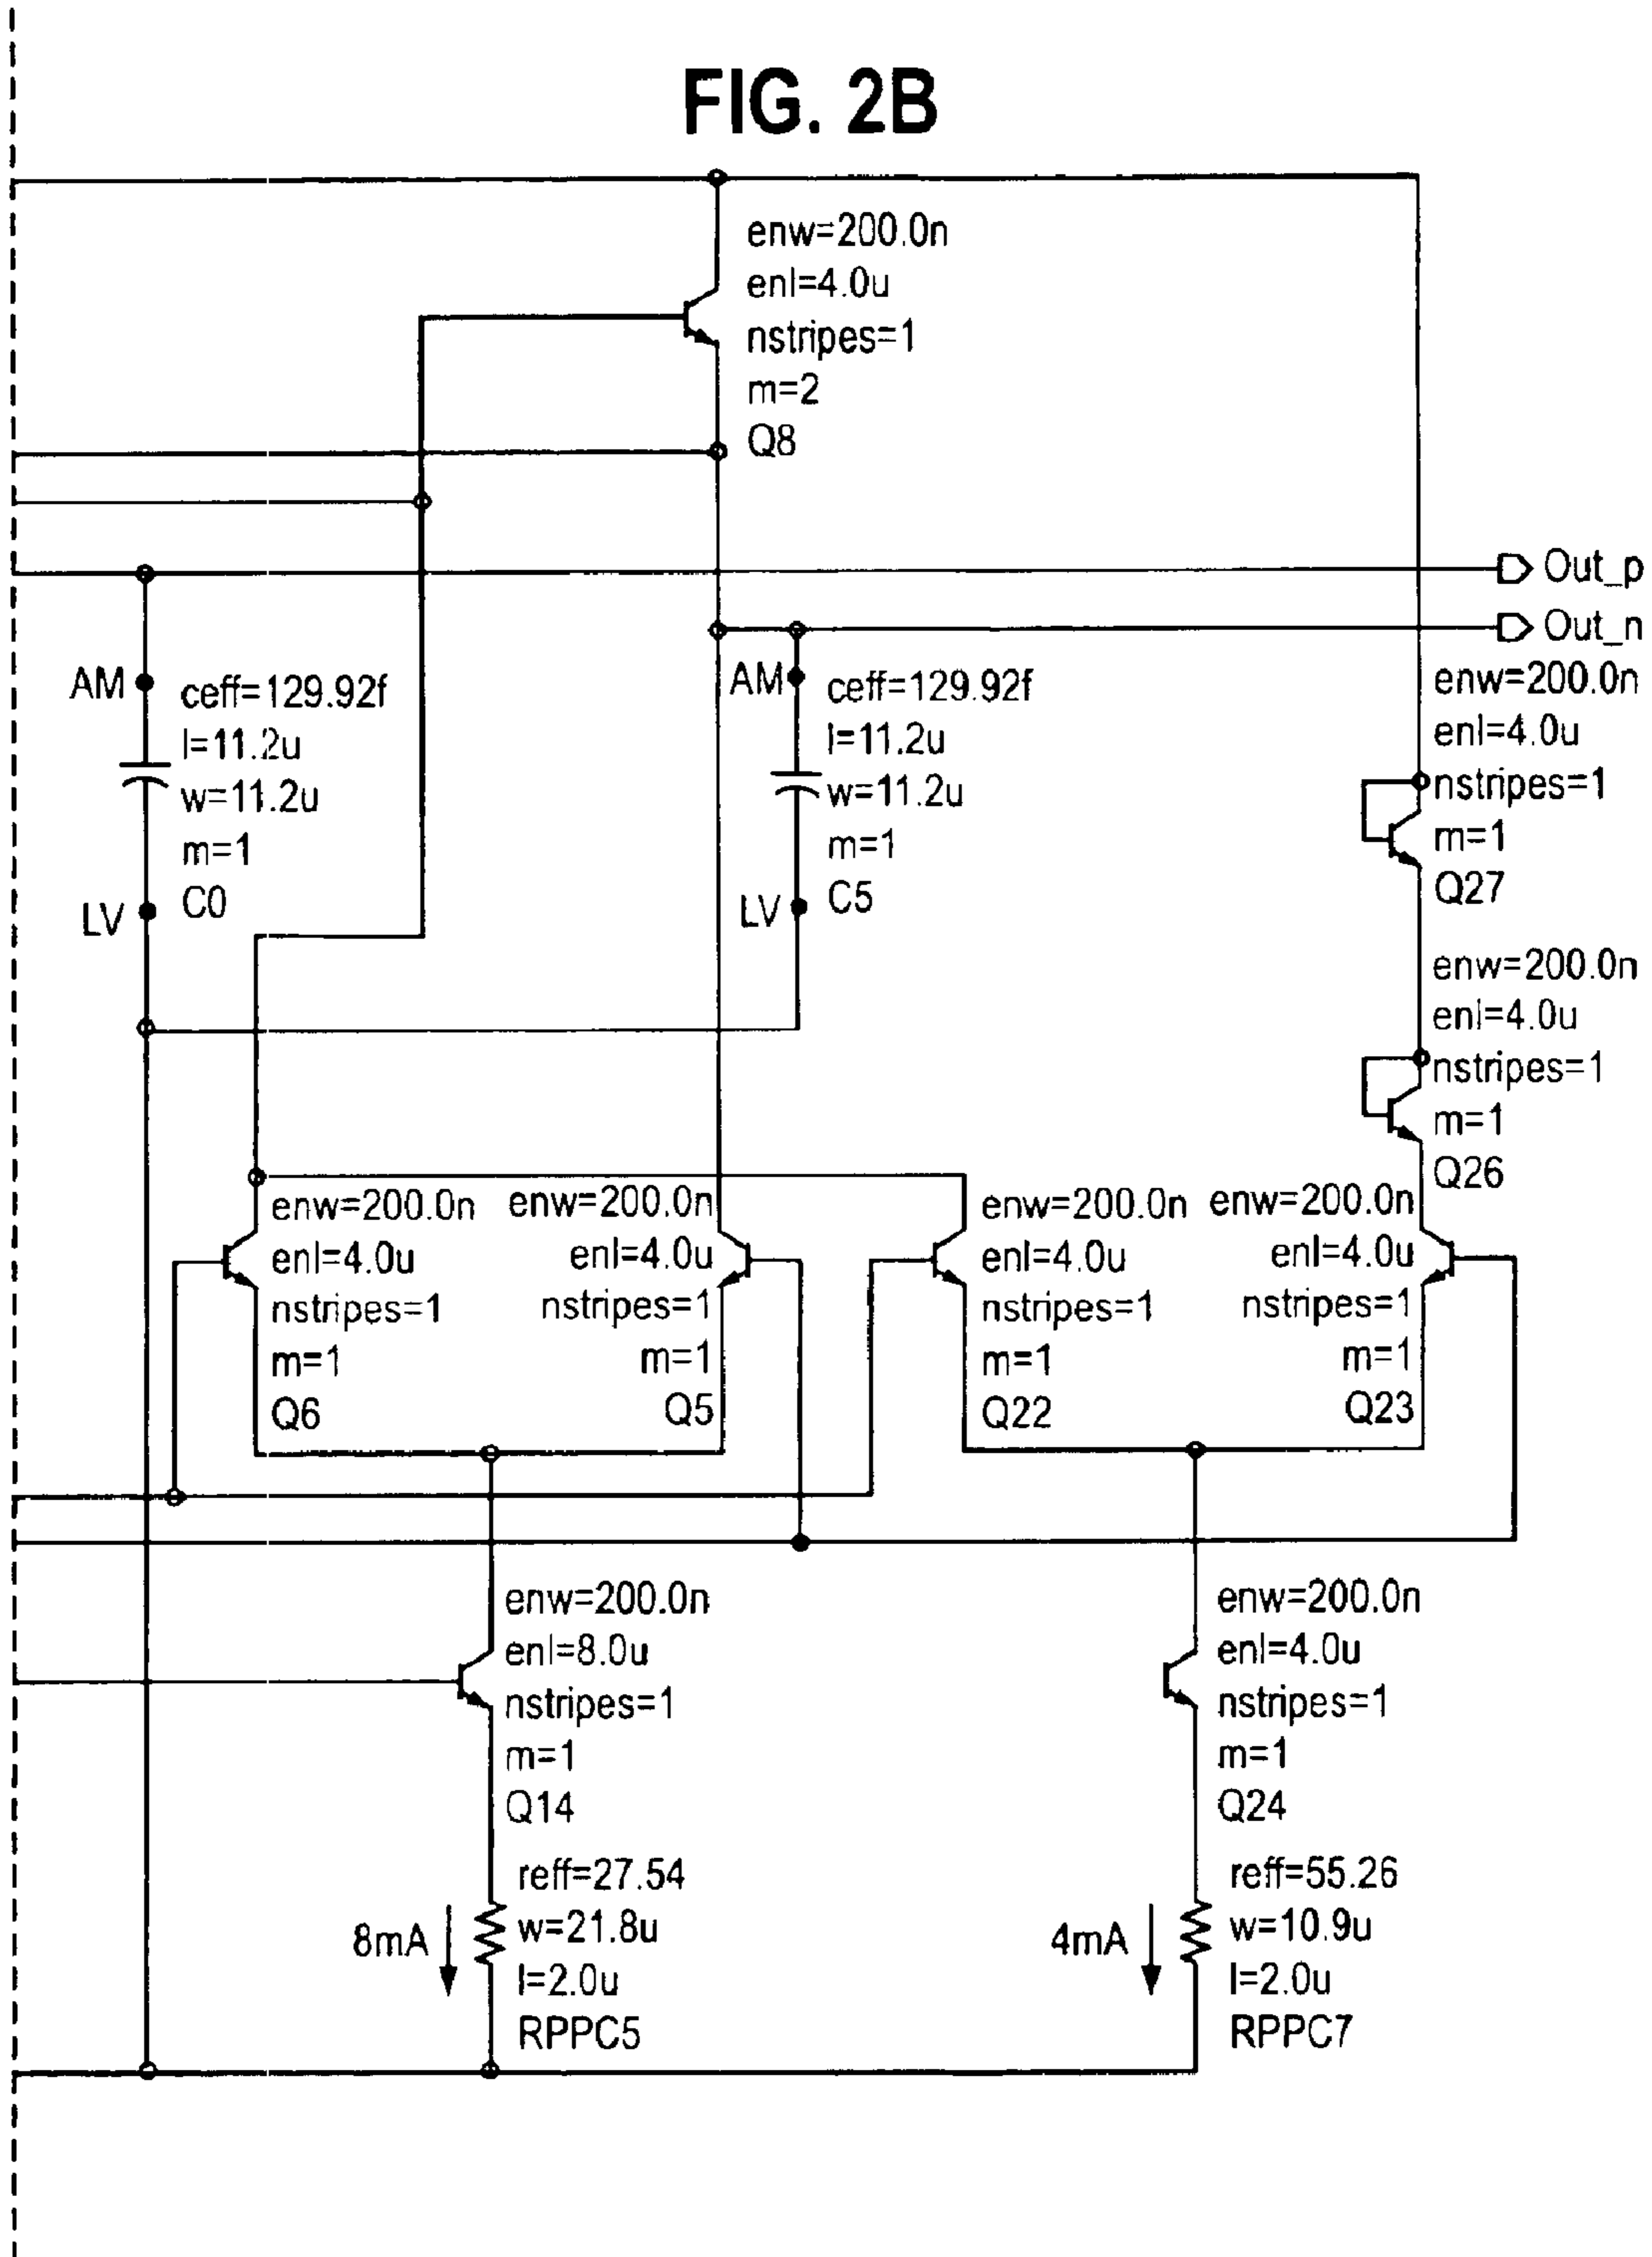 FIG. 2B
enw=200.0n
enl=4.0u
nstripes=1
m=2
Q8
Out_p
Out_n
AM
ceff=129.92f
l=11.2u
w=11.2u
m=1
C0
LV
AM
ceff=129.92f
l=11.2u
w=11.2u
m=1
C5
LV
enw=200.0n
enl=4.0u
nstripes=1
m=1
Q27
enw=200.0n
enl=4.0u
nstripes=1
m=1
Q26
enw=200.0n
enl=4.0u
nstripes=1
m=1
Q6
enw=200.0n
enl=4.0u
nstripes=1
m=1
Q5
enw=200.0n
enl=4.0u
nstripes=1
m=1
Q22
enw=200.0n
enl=4.0u
nstripes=1
m=1
Q23
enw=200.0n
enl=8.0u
nstripes=1
m=1
Q14
enw=200.0n
enl=4.0u
nstripes=1
m=1
Q24
8mA
reff=27.54
w=21.8u
l=2.0u
RPPC5
4mA
reff=55.26
w=10.9u
l=2.0u
RPPC7